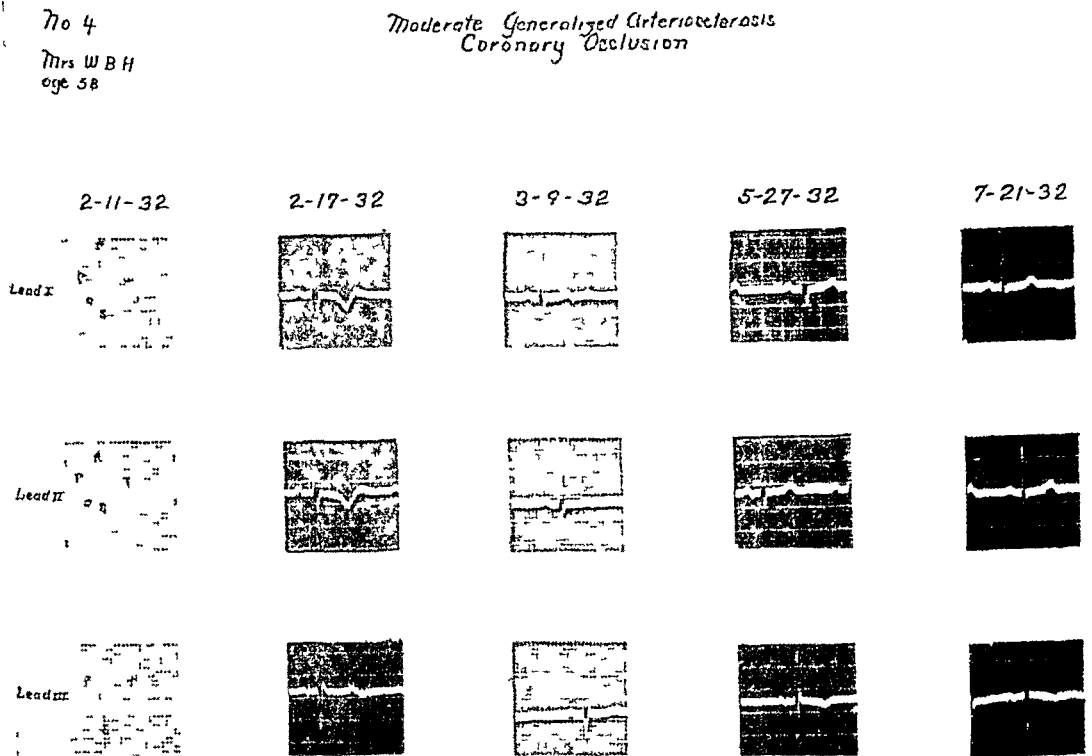 No 4
Moderate Generalized Arteriosclerosis
Coronary Occlusion
Mrs W B H
age 58
2-11-32
2-17-32
3-9-32
5-27-32
7-21-32
Lead I
R
P
Q
S
Lead II
R
P
T
Q S
Lead III
P